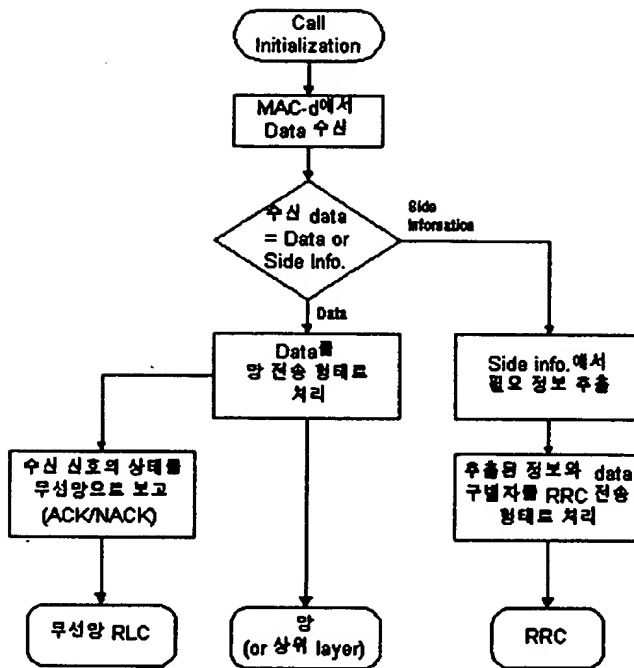 Call
Initialization
MAC-d에서
Data 수신
수신 data
= Data or
Side Info.
Side
Information
Data
Data를
망 전송 형태로
처리
Side info.에서
필요 정보 추출
수신 신호의 상태를
무선망으로 보고
(ACK/NACK)
추출된 정보와 data
구별자를 RRC 전송
형태로 처리
무선망 RLC
망
(or 상위 layer)
RRC